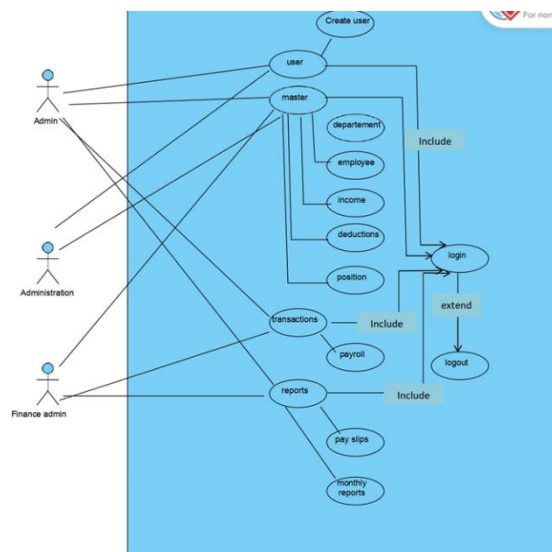 For non
Create user
user
master
Admin
departement
Include
employee
income
deductions
login
position
Administration
extend
transactions
Include
payroll
logout
reports
Include
Finance admin
pay slips
monthly
reports